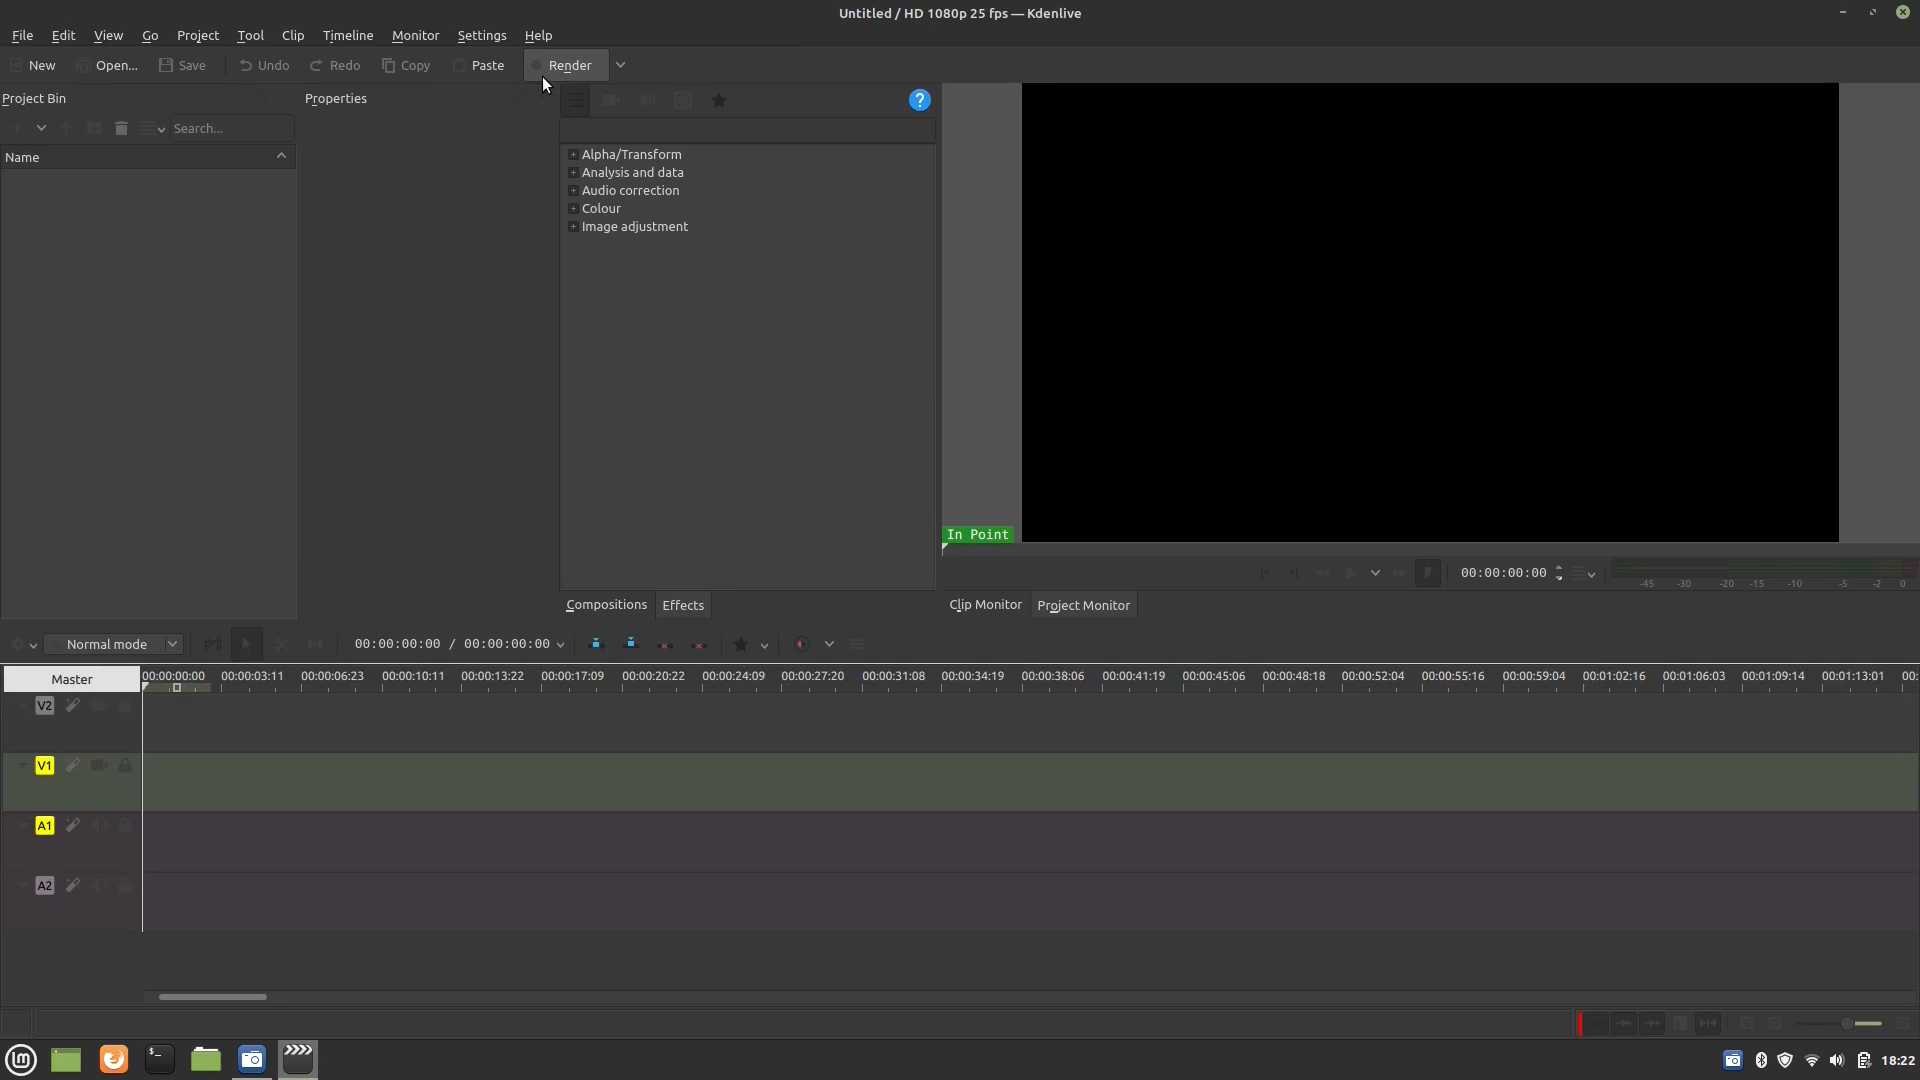 Untitled / HD 1080p 25 fps — Kdenlive
File Edit View Go Project Tool Clip Timeline Monitor Settings Help
New Open... Save Undo Redo Copy Paste Render
Project Bin
Properties
?
Search...
Name
Alpha/Transform
Analysis and data
Audio correction
Colour
Image adjustment
In Point
00:00:00:00
-45 -30 -20 -15 -10 -5 -2 0
Compositions Effects
Clip Monitor Project Monitor
Normal mode
00:00:00:00 / 00:00:00:00
Master
00:00:00:00 00:00:03:11 00:00:06:23 00:00:10:11 00:00:13:22 00:00:17:09 00:00:20:22 00:00:24:09 00:00:27:20 00:00:31:08 00:00:34:19 00:00:38:06 00:00:41:19 00:00:45:06 00:00:48:18 00:00:52:04 00:00:55:16 00:00:59:04 00:01:02:16 00:01:06:03 00:01:09:14 00:01:13:01 00:
V2
V1
A1
A2
18:22